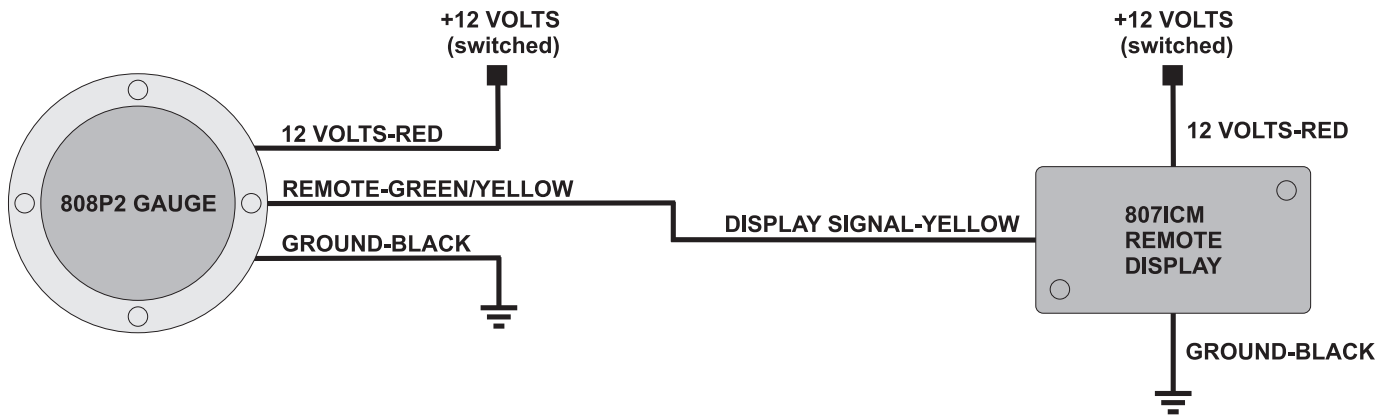 +12 VOLTS
(switched)
+12 VOLTS
(switched)
12 VOLTS-RED
12 VOLTS-RED
808P2 GAUGE
REMOTE-GREEN/YELLOW
DISPLAY SIGNAL-YELLOW
807ICM
REMOTE
DISPLAY
GROUND-BLACK
GROUND-BLACK